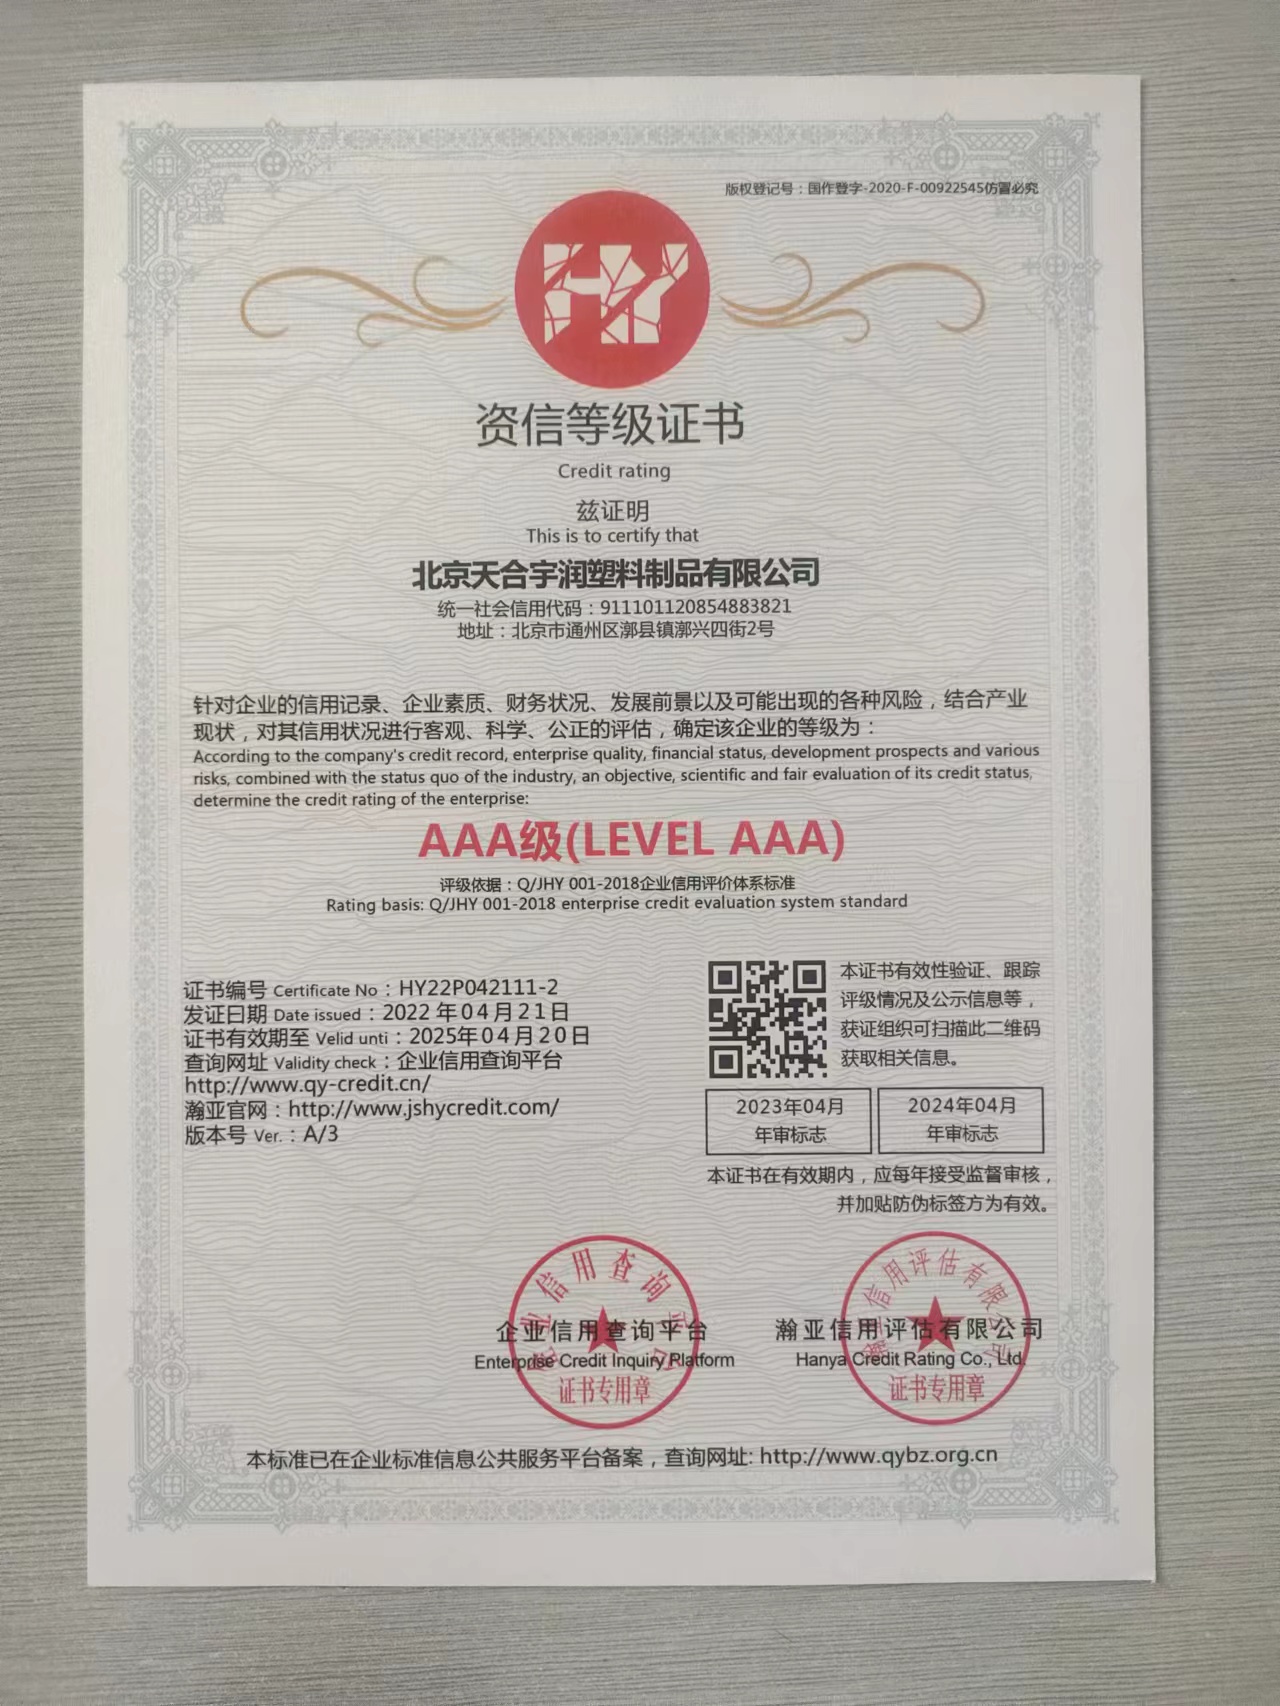 版权登记号：国作登字-2020-F-00922545仿冒必究
HY
资信等级证书
Credit rating
兹证明
This is to certify that
北京天合宇润塑料制品有限公司
统一社会信用代码：911101120854883821
地址：北京市通州区漷县镇漷兴四街2号
针对企业的信用记录、企业素质、财务状况、发展前景以及可能出现的各种风险，结合产业
现状，对其信用状况进行客观、科学、公正的评估，确定该企业的等级为：
According to the company's credit record, enterprise quality, financial status, development prospects and various
risks, combined with the status quo of the industry, an objective, scientific and fair evaluation of its credit status,
determine the credit rating of the enterprise:
AAA级(LEVEL AAA)
评级依据：Q/JHY 001-2018企业信用评价体系标准
Rating basis: Q/JHY 001-2018 enterprise credit evaluation system standard
证书编号 Certificate No：HY22P042111-2
发证日期 Date issued：2022 年04月21日
证书有效期至 Velid unti：2025年04月20日
查询网址 Validity check：企业信用查询平台
http://www.qy-credit.cn/
瀚亚官网：http://www.jshycredit.com/
版本号 Ver.：A/3
本证书有效性验证、跟踪
评级情况及公示信息等，
获证组织可扫描此二维码
获取相关信息。
2023年04月
年审标志
2024年04月
年审标志
本证书在有效期内，应每年接受监督审核，
并加贴防伪标签方为有效。
企业信用查询平台
企业信用查询平台
Enterprise Credit Inquiry Platform
证书专用章
瀚亚信用评估有限公司
瀚亚信用评估有限公司
Hanya Credit Rating Co., Ltd.
证书专用章
本标准已在企业标准信息公共服务平台备案，查询网址: http://www.qybz.org.cn